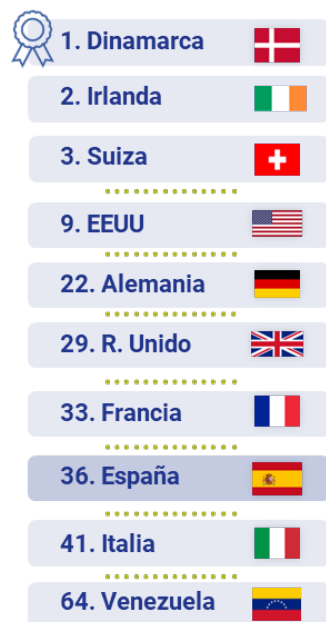 1. Dinamarca
2. Irlanda
3. Suiza
9. EEUU
22. Alemania
29. R. Unido
33. Francia
36. España
41. Italia
64. Venezuela